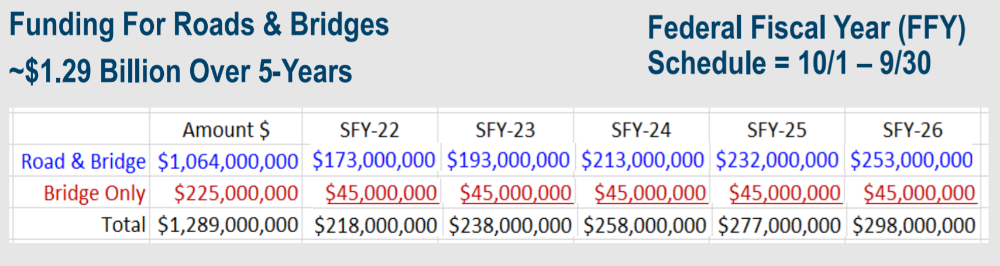 Funding For Roads & Bridges
~$1.29 Billion Over 5-Years
Federal Fiscal Year (FFY)
Schedule = 10/1 – 9/30
Amount $ SFY-22 SFY-23 SFY-24 SFY-25 SFY-26
Road & Bridge $1,064,000,000 $173,000,000 $193,000,000 $213,000,000 $232,000,000 $253,000,000
Bridge Only $225,000,000 $45,000,000 $45,000,000 $45,000,000 $45,000,000 $45,000,000
Total $1,289,000,000 $218,000,000 $238,000,000 $258,000,000 $277,000,000 $298,000,000